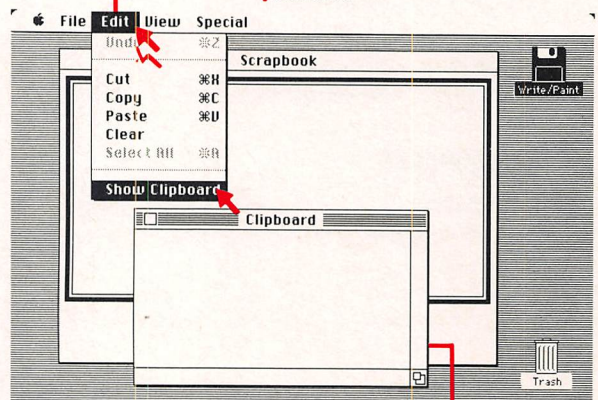 File Edit View Special
Undo ⌘Z
Scrapbook
Cut ⌘X
Copy ⌘C
Paste ⌘V
Clear
Select All ⌘A
Show Clipboard
Write/Paint
Clipboard
Trash